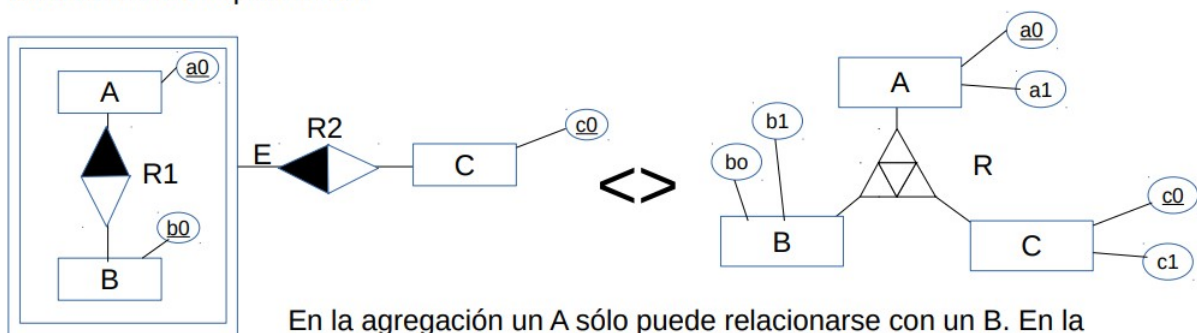 a0
A
R1
b0
B
E
R2
c0
C
<>
a0
A
a1
b1
bo
R
B
c0
C
c1
En la agregación un A sólo puede relacionarse con un B. En la